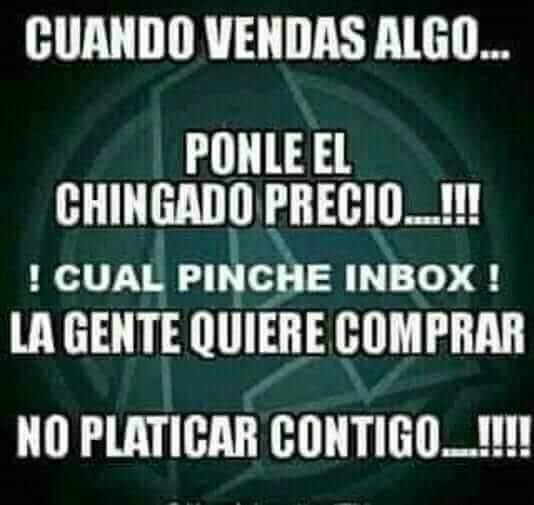 CUANDO VENDAS ALGO...
PONLE EL
CHINGADO PRECIO....!!!
! CUAL PINCHE INBOX !
LA GENTE QUIERE COMPRAR
NO PLATICAR CONTIGO....!!!!